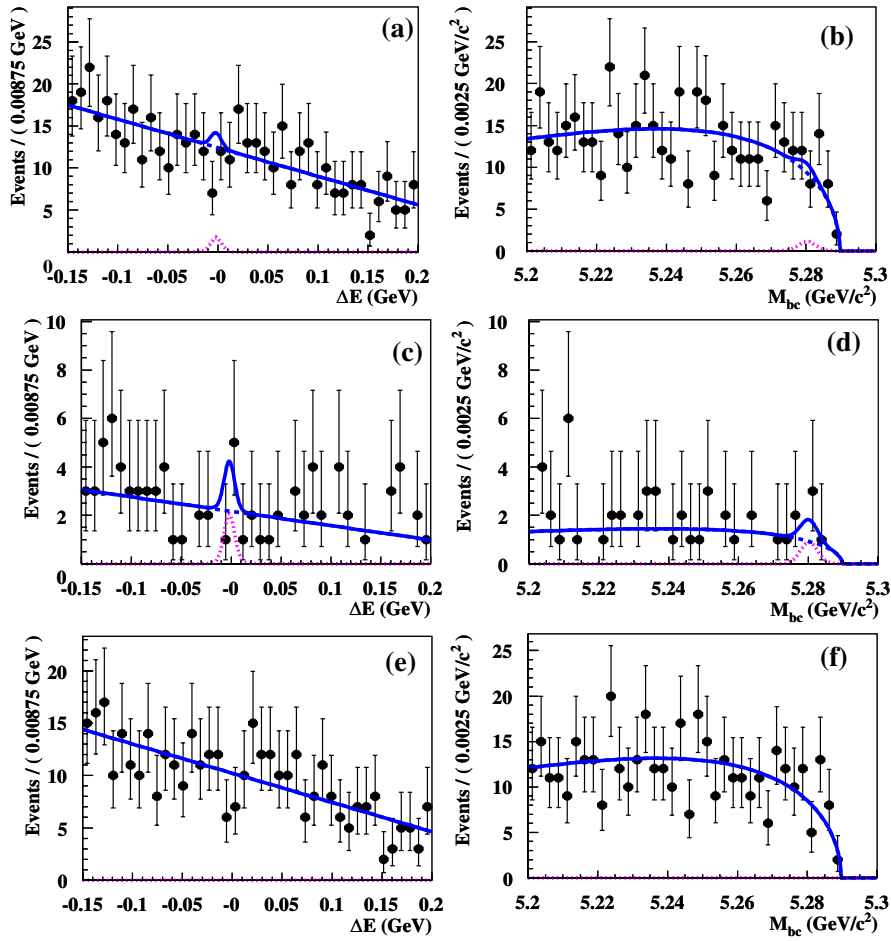 (a)
Events / ( 0.00875 GeV )
25
20
15
10
5
0
-0.15 -0.1 -0.05 -0 0.05 0.1 0.15 0.2
ΔE (GeV)
(b)
Events / ( 0.0025 GeV/c²)
25
20
15
10
5
0
5.2 5.22 5.24 5.26 5.28 5.3
M_bc (GeV/c²)
(c)
Events / ( 0.00875 GeV )
10
8
6
4
2
0
-0.15 -0.1 -0.05 -0 0.05 0.1 0.15 0.2
ΔE (GeV)
(d)
Events / ( 0.0025 GeV/c²)
10
8
6
4
2
0
5.2 5.22 5.24 5.26 5.28 5.3
M_bc (GeV/c²)
(e)
Events / ( 0.00875 GeV )
20
15
10
5
0
-0.15 -0.1 -0.05 -0 0.05 0.1 0.15 0.2
ΔE (GeV)
(f)
Events / ( 0.0025 GeV/c²)
25
20
15
10
5
0
5.2 5.22 5.24 5.26 5.28 5.3
M_bc (GeV/c²)